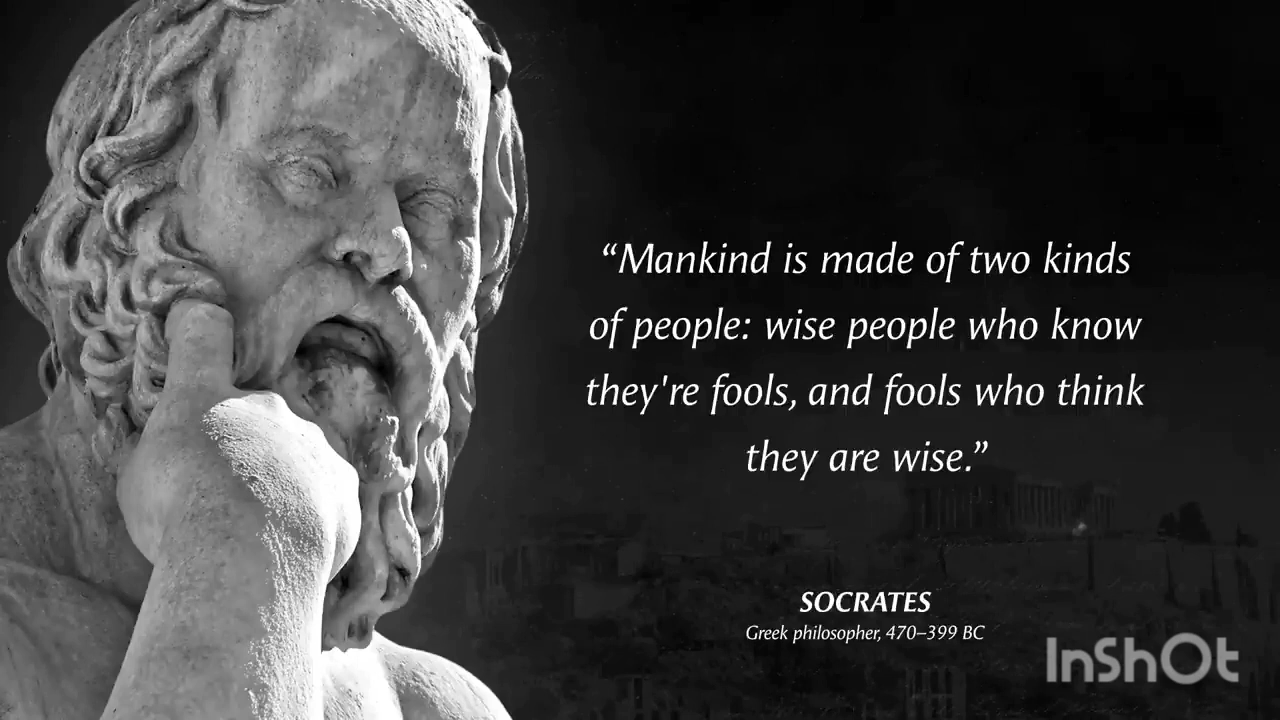 “Mankind is made of two kinds
of people: wise people who know
they're fools, and fools who think
they are wise.”
SOCRATES
Greek philosopher, 470–399 BC
InShOt